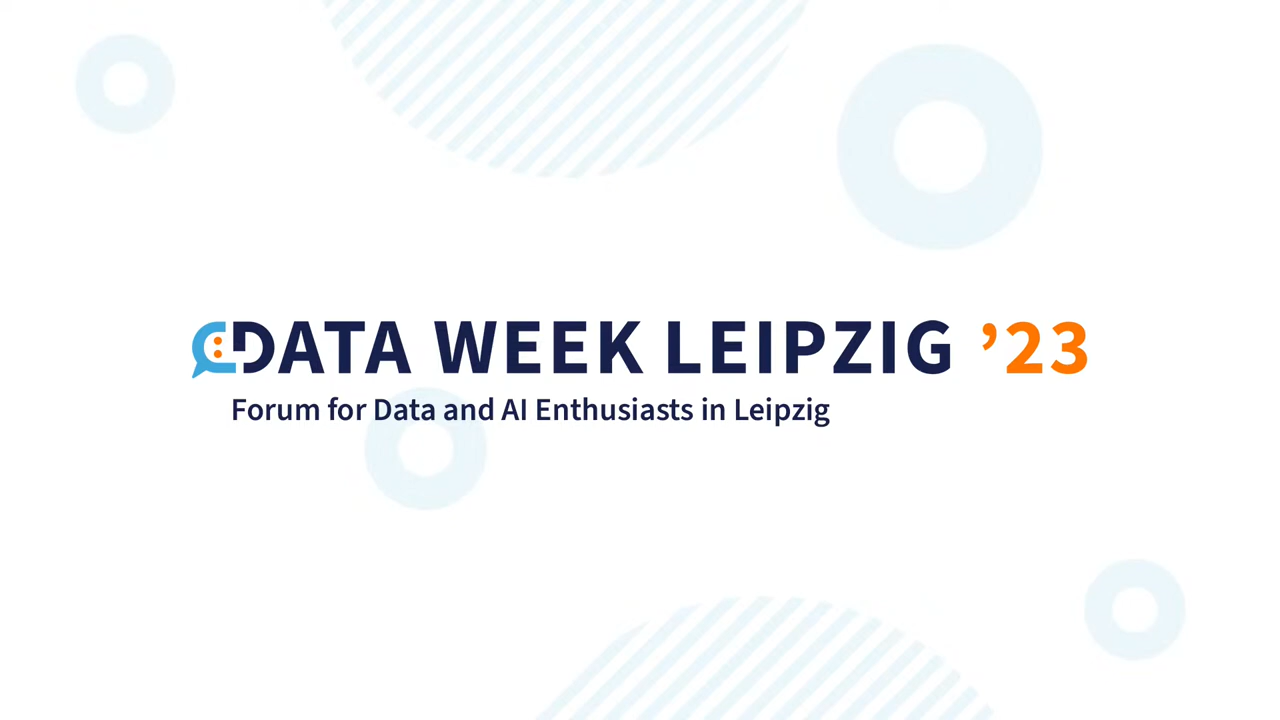 DATA WEEK LEIPZIG ’23
Forum for Data and AI Enthusiasts in Leipzig